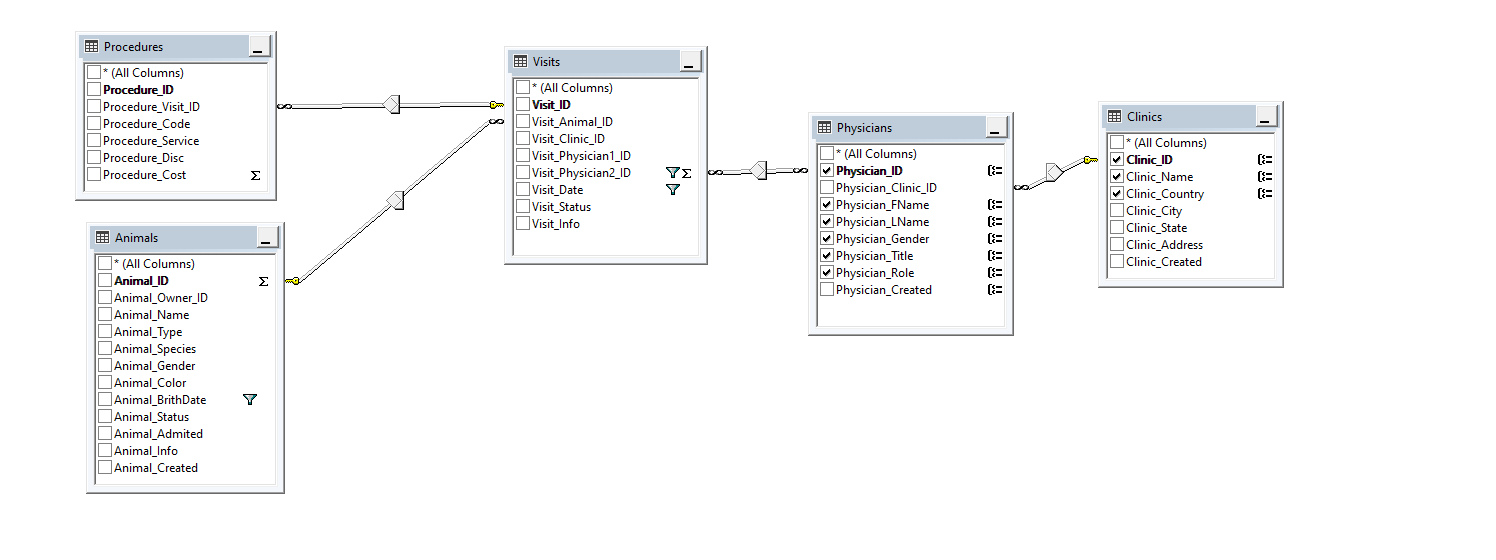 Procedures
* (All Columns)
Procedure_ID
Procedure_Visit_ID
Procedure_Code
Procedure_Service
Procedure_Disc
Procedure_Cost
Animals
* (All Columns)
Animal_ID
Animal_Owner_ID
Animal_Name
Animal_Type
Animal_Species
Animal_Gender
Animal_Color
Animal_BrithDate
Animal_Status
Animal_Admited
Animal_Info
Animal_Created
Visits
* (All Columns)
Visit_ID
Visit_Animal_ID
Visit_Clinic_ID
Visit_Physician1_ID
Visit_Physician2_ID
Visit_Date
Visit_Status
Visit_Info
Physicians
* (All Columns)
Physician_ID
Physician_Clinic_ID
Physician_FName
Physician_LName
Physician_Gender
Physician_Title
Physician_Role
Physician_Created
Clinics
* (All Columns)
Clinic_ID
Clinic_Name
Clinic_Country
Clinic_City
Clinic_State
Clinic_Address
Clinic_Created